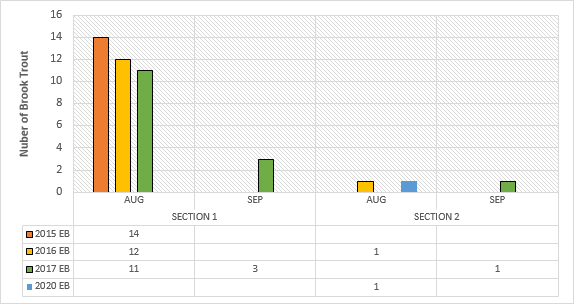 Nuber of Brook Trout
16
14
12
10
8
6
4
2
0
AUG SEP AUG SEP
SECTION 1 SECTION 2
2015 EB 14
2016 EB 12 1
2017 EB 11 3 1
2020 EB 1